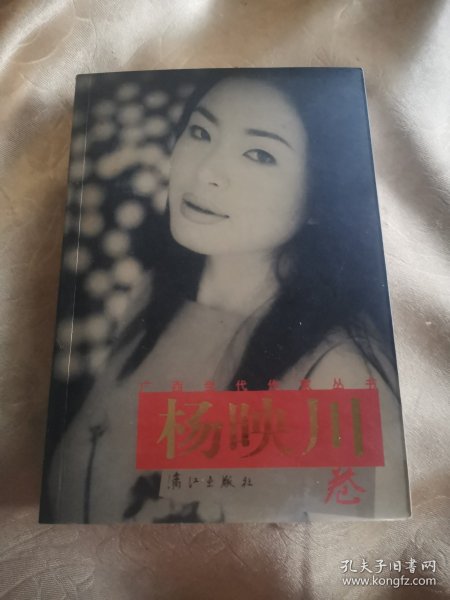 广西当代作家丛书
杨映川
卷
漓江出版社
孔夫子旧书网
www.kongfz.com